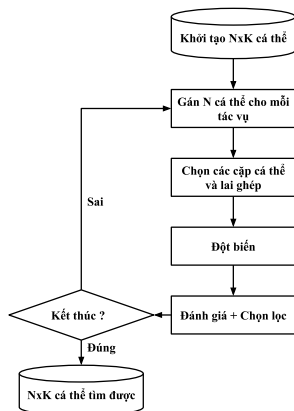 Khởi tạo NxK cá thể
Gán N cá thể cho mỗi
tác vụ
Chọn các cặp cá thể
và lai ghép
Sai
Đột biến
Kết thúc ?
Đánh giá + Chọn lọc
Đúng
NxK cá thể tìm được